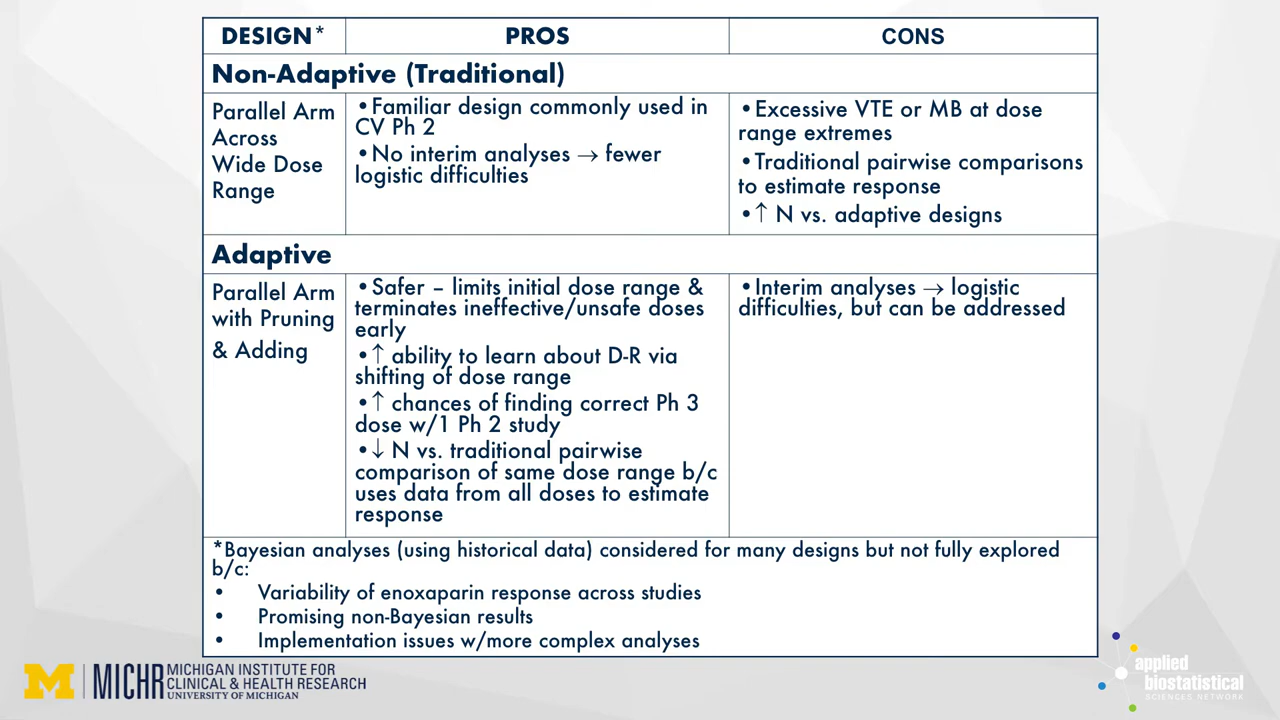 DESIGN*
PROS
CONS
Non-Adaptive (Traditional)
Parallel Arm
Across
Wide Dose
Range
•Familiar design commonly used in
CV Ph 2
•No interim analyses → fewer
logistic difficulties
•Excessive VTE or MB at dose
range extremes
•Traditional pairwise comparisons
to estimate response
•↑ N vs. adaptive designs
Adaptive
Parallel Arm
with Pruning
& Adding
•Safer – limits initial dose range &
terminates ineffective/unsafe doses
early
•↑ ability to learn about D-R via
shifting of dose range
•↑ chances of finding correct Ph 3
dose w/1 Ph 2 study
•↓ N vs. traditional pairwise
comparison of same dose range b/c
uses data from all doses to estimate
response
•Interim analyses → logistic
difficulties, but can be addressed
*Bayesian analyses (using historical data) considered for many designs but not fully explored
b/c:
• Variability of enoxaparin response across studies
• Promising non-Bayesian results
• Implementation issues w/more complex analyses
M
MICHR
MICHIGAN INSTITUTE FOR
CLINICAL & HEALTH RESEARCH
UNIVERSITY OF MICHIGAN
applied
biostatistical
SCIENCES NETWORK